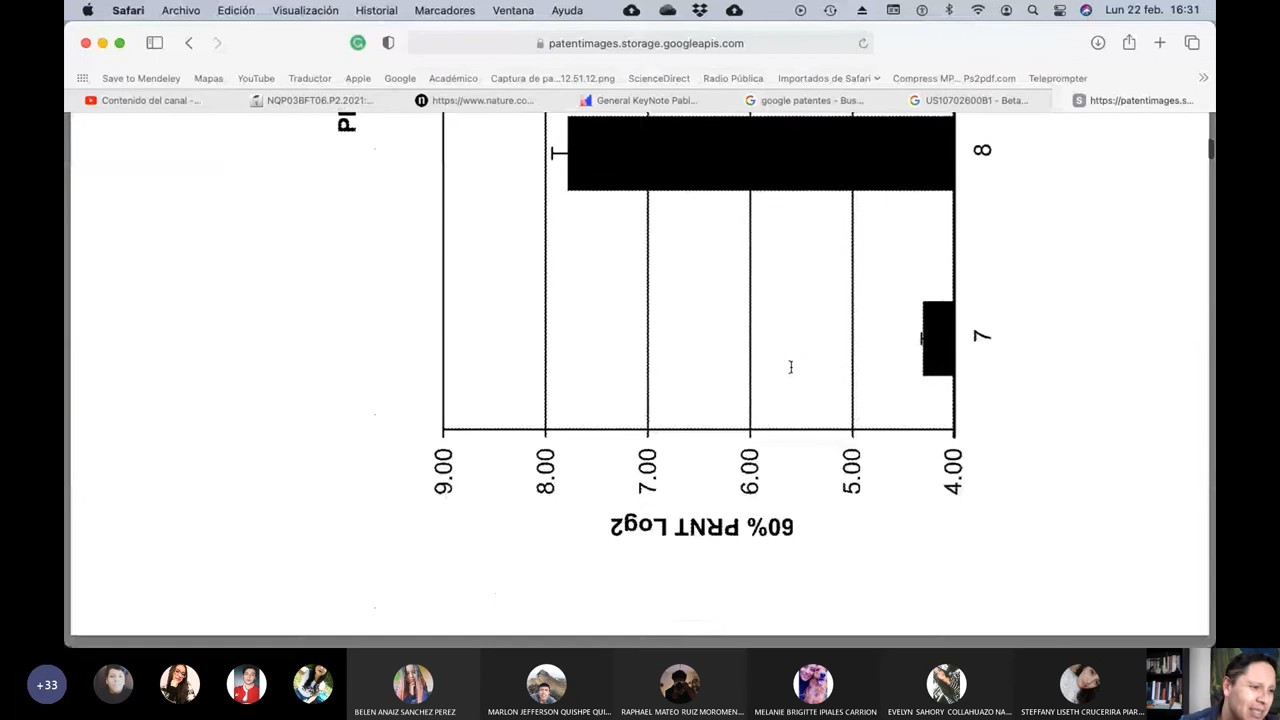 Safari Archivo Edición Visualización Historial Marcadores Ventana Ayuda Lun 22 feb. 16:31
patentimages.storage.googleapis.com
Save to Mendeley Mapas YouTube Traductor Apple Google Académico Captura de pa...12.51.12.png ScienceDirect Radio Pública Importados de Safari Compress MP... Ps2pdf.com Teleprompter
Contenido del canal -... NQP03BFT06.P2.2021:... https://www.nature.co... General KeyNote Pabl... google patentes - Bus... US10702600B1 - Beta... https://patentimages.s...
Pl
8
7
9.00 8.00 7.00 6.00 5.00 4.00
60% PRNT Log2
+33
BELEN ANAIZ SANCHEZ PEREZ MARLON JEFFERSON QUISHPE QUI... RAPHAEL MATEO RUIZ MOROMEN... MELANIE BRIGITTE IPIALES CARRION EVELYN SAHORY COLLAHUAZO NA... STEFFANY LISETH CRUCERIRA PIAR...